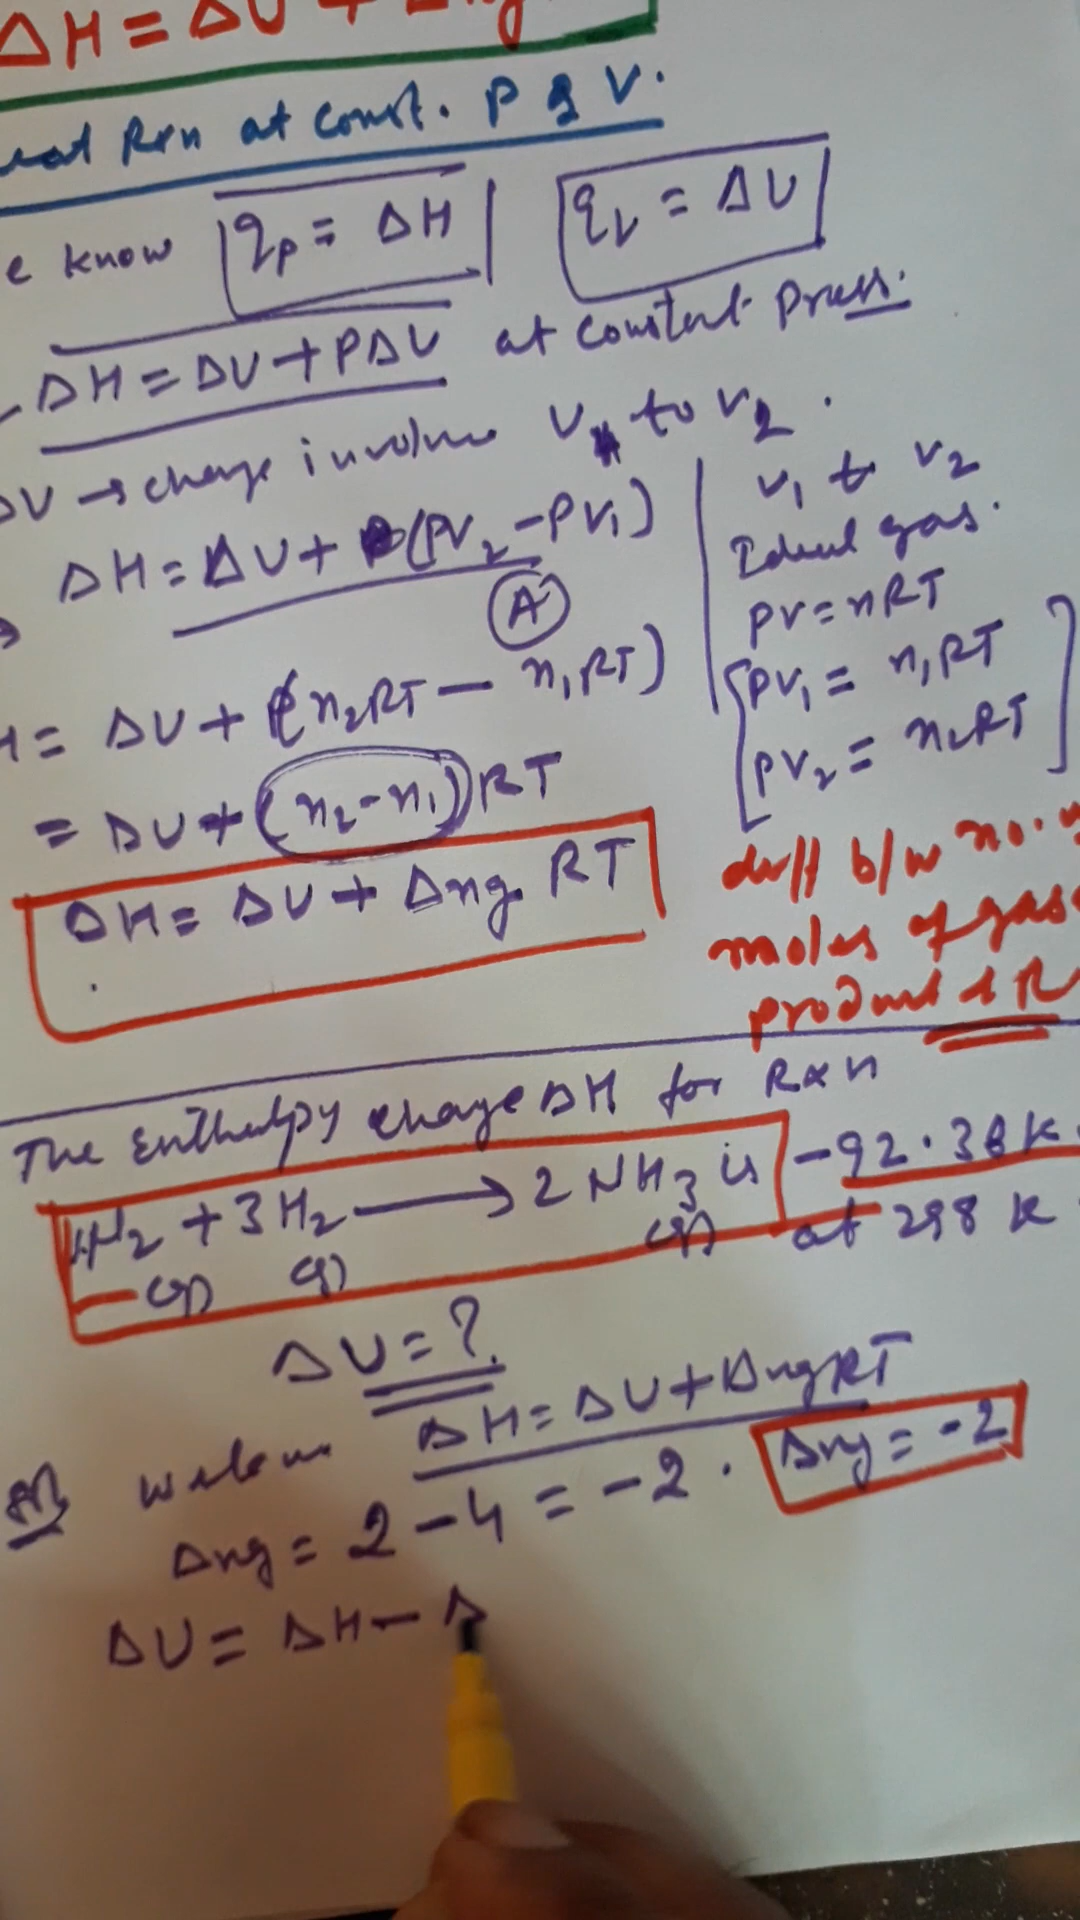 ΔH = ΔU + Δng
Heat Rxn at Const. P & V.
e know qp = ΔH | qv = ΔU
ΔH = ΔU + PΔV at constant Press.
ΔV → change involve V1 to V2.
ΔH = ΔU + (PV2 - PV1)
A
V1 to V2
Ideal gas.
PV = nRT
PV1 = n1RT
PV2 = n2RT
H = ΔU + (n2RT - n1RT)
= ΔU + (n2-n1) RT
ΔH = ΔU + Δng RT
diff b/w no. of
moles of gas
product & R
The Enthalpy change ΔH for Rxn
N2 + 3H2 → 2 NH3 is -92.38 K
(g) (g) (g) at 298 K
ΔU = ?
ΔH = ΔU + ΔngRT
Δng = 2 - 4 = -2. Δng = -2
ΔU = ΔH - Δ